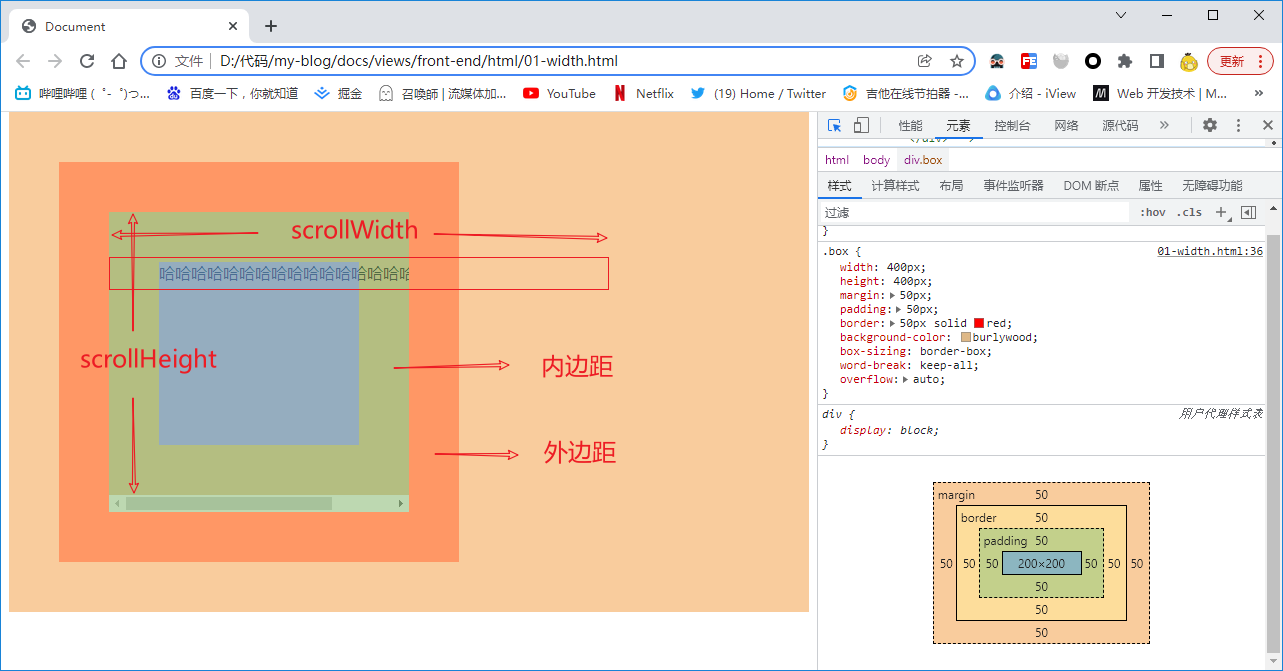 Document
文件 D:/代码/my-blog/docs/views/front-end/html/01-width.html 更新
哔哩哔哩 ( ゜- ゜)つ... 百度一下，你就知道 掘金 召唤師 | 流媒体加... YouTube Netflix (19) Home / Twitter 吉他在线节拍器 -... 介绍 - iView Web 开发技术 | M... »
性能 元素 控制台 网络 源代码 »
html body div.box
样式 计算样式 布局 事件监听器 DOM 断点 属性 无障碍功能
过滤 :hov .cls
}
.box { 01-width.html:36
width: 400px;
height: 400px;
margin: 50px;
padding: 50px;
border: 50px solid red;
background-color: burlywood;
box-sizing: border-box;
word-break: keep-all;
overflow: auto;
}
div { 用户代理样式表
display: block;
}
margin 50
border 50
padding 50
50 50 50 200×200 50 50 50
50
50
50
scrollWidth
哈哈哈哈哈哈哈哈哈哈哈哈哈哈哈
scrollHeight
内边距
外边距